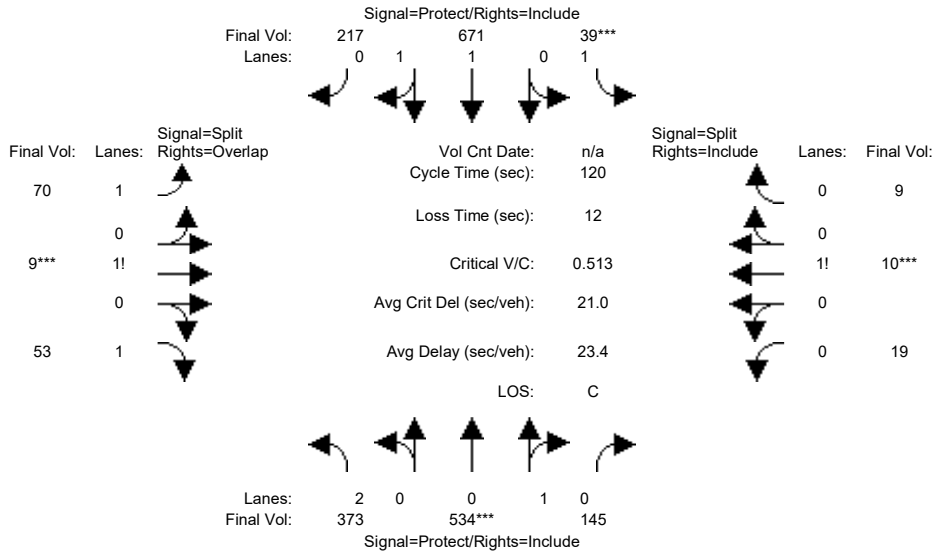 Signal=Protect/Rights=Include
Final Vol: 217 671 39***
Lanes: 0 1 1 0 1
Signal=Split
Final Vol: Lanes: Rights=Overlap
Vol Cnt Date: n/a
Signal=Split
Rights=Include Lanes: Final Vol:
Cycle Time (sec): 120
70 1
0 9
Loss Time (sec): 12
0
0
9*** 1!
Critical V/C: 0.513
1! 10***
0
Avg Crit Del (sec/veh): 21.0
0
53 1
Avg Delay (sec/veh): 23.4
0 19
LOS: C
Lanes: 2 0 0 1 0
Final Vol: 373 534*** 145
Signal=Protect/Rights=Include